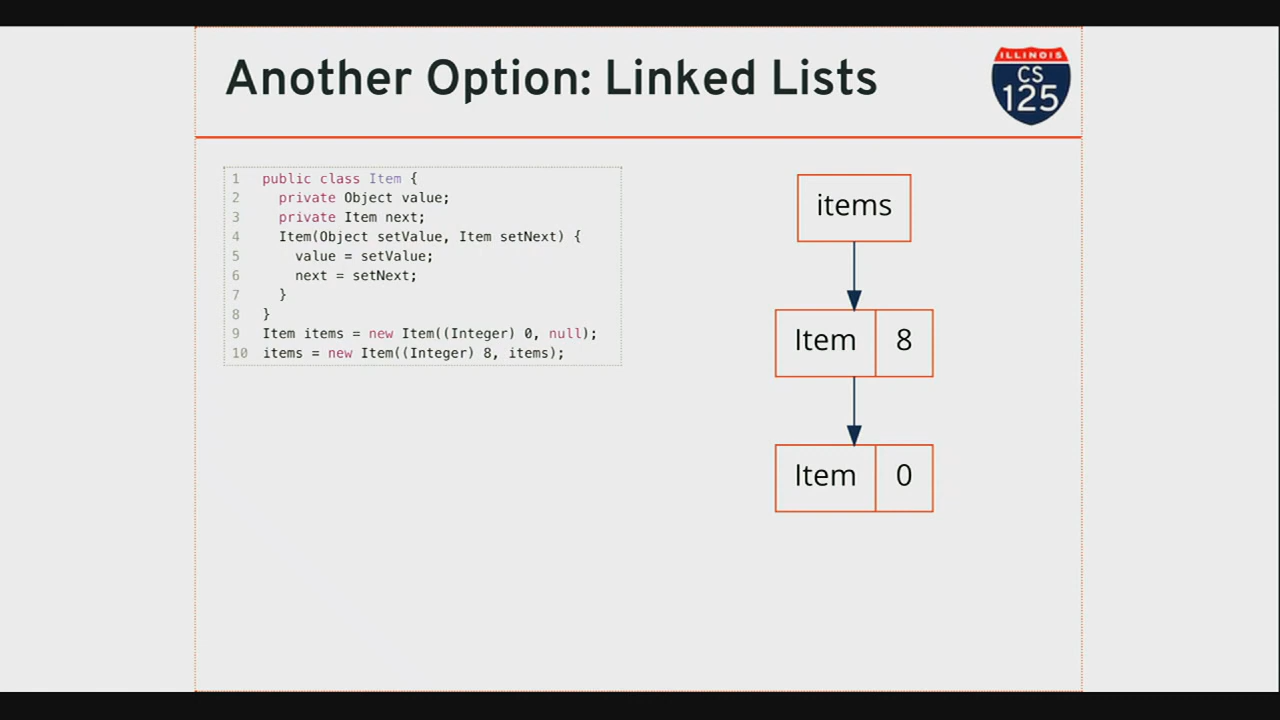 Another Option: Linked Lists
ILLINOIS
CS
125
1 public class Item {
2 private Object value;
3 private Item next;
4 Item(Object setValue, Item setNext) {
5 value = setValue;
6 next = setNext;
7 }
8 }
9 Item items = new Item((Integer) 0, null);
10 items = new Item((Integer) 8, items);
items
Item 8
Item 0